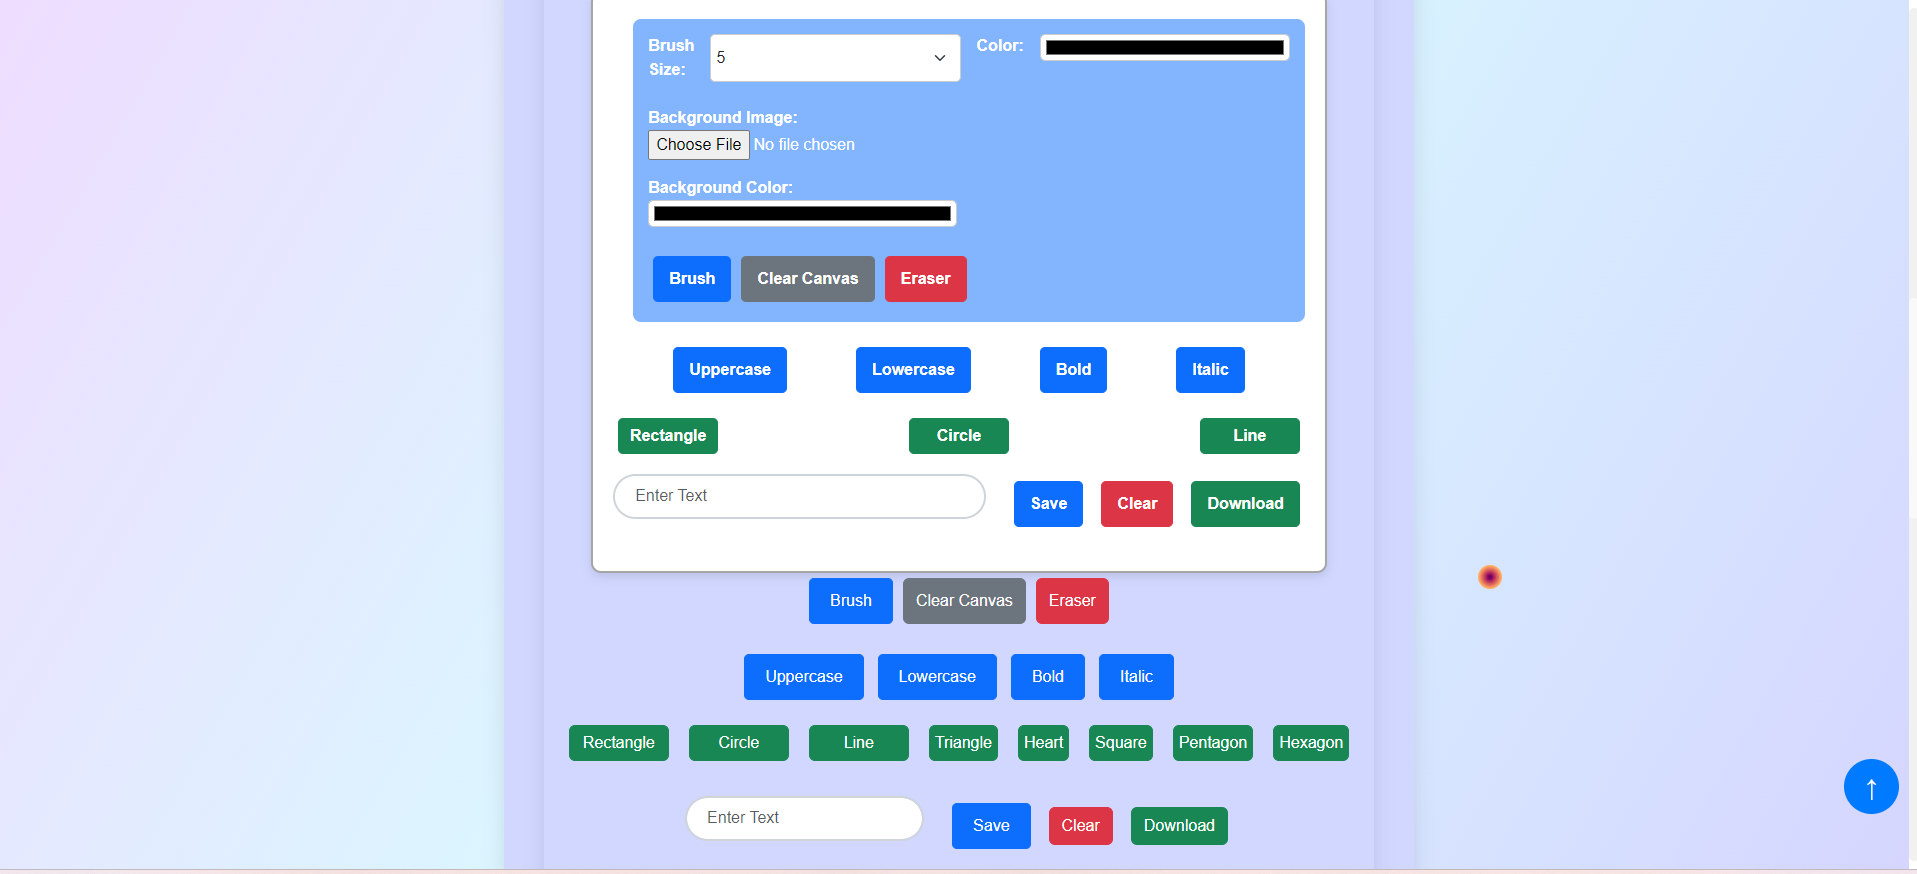 Brush Size: 5 Color:
Background Image:
Choose File No file chosen
Background Color:
Brush Clear Canvas Eraser
Uppercase Lowercase Bold Italic
Rectangle Circle Line
Enter Text Save Clear Download
Brush Clear Canvas Eraser
Uppercase Lowercase Bold Italic
Rectangle Circle Line Triangle Heart Square Pentagon Hexagon
↑
Enter Text Save Clear Download